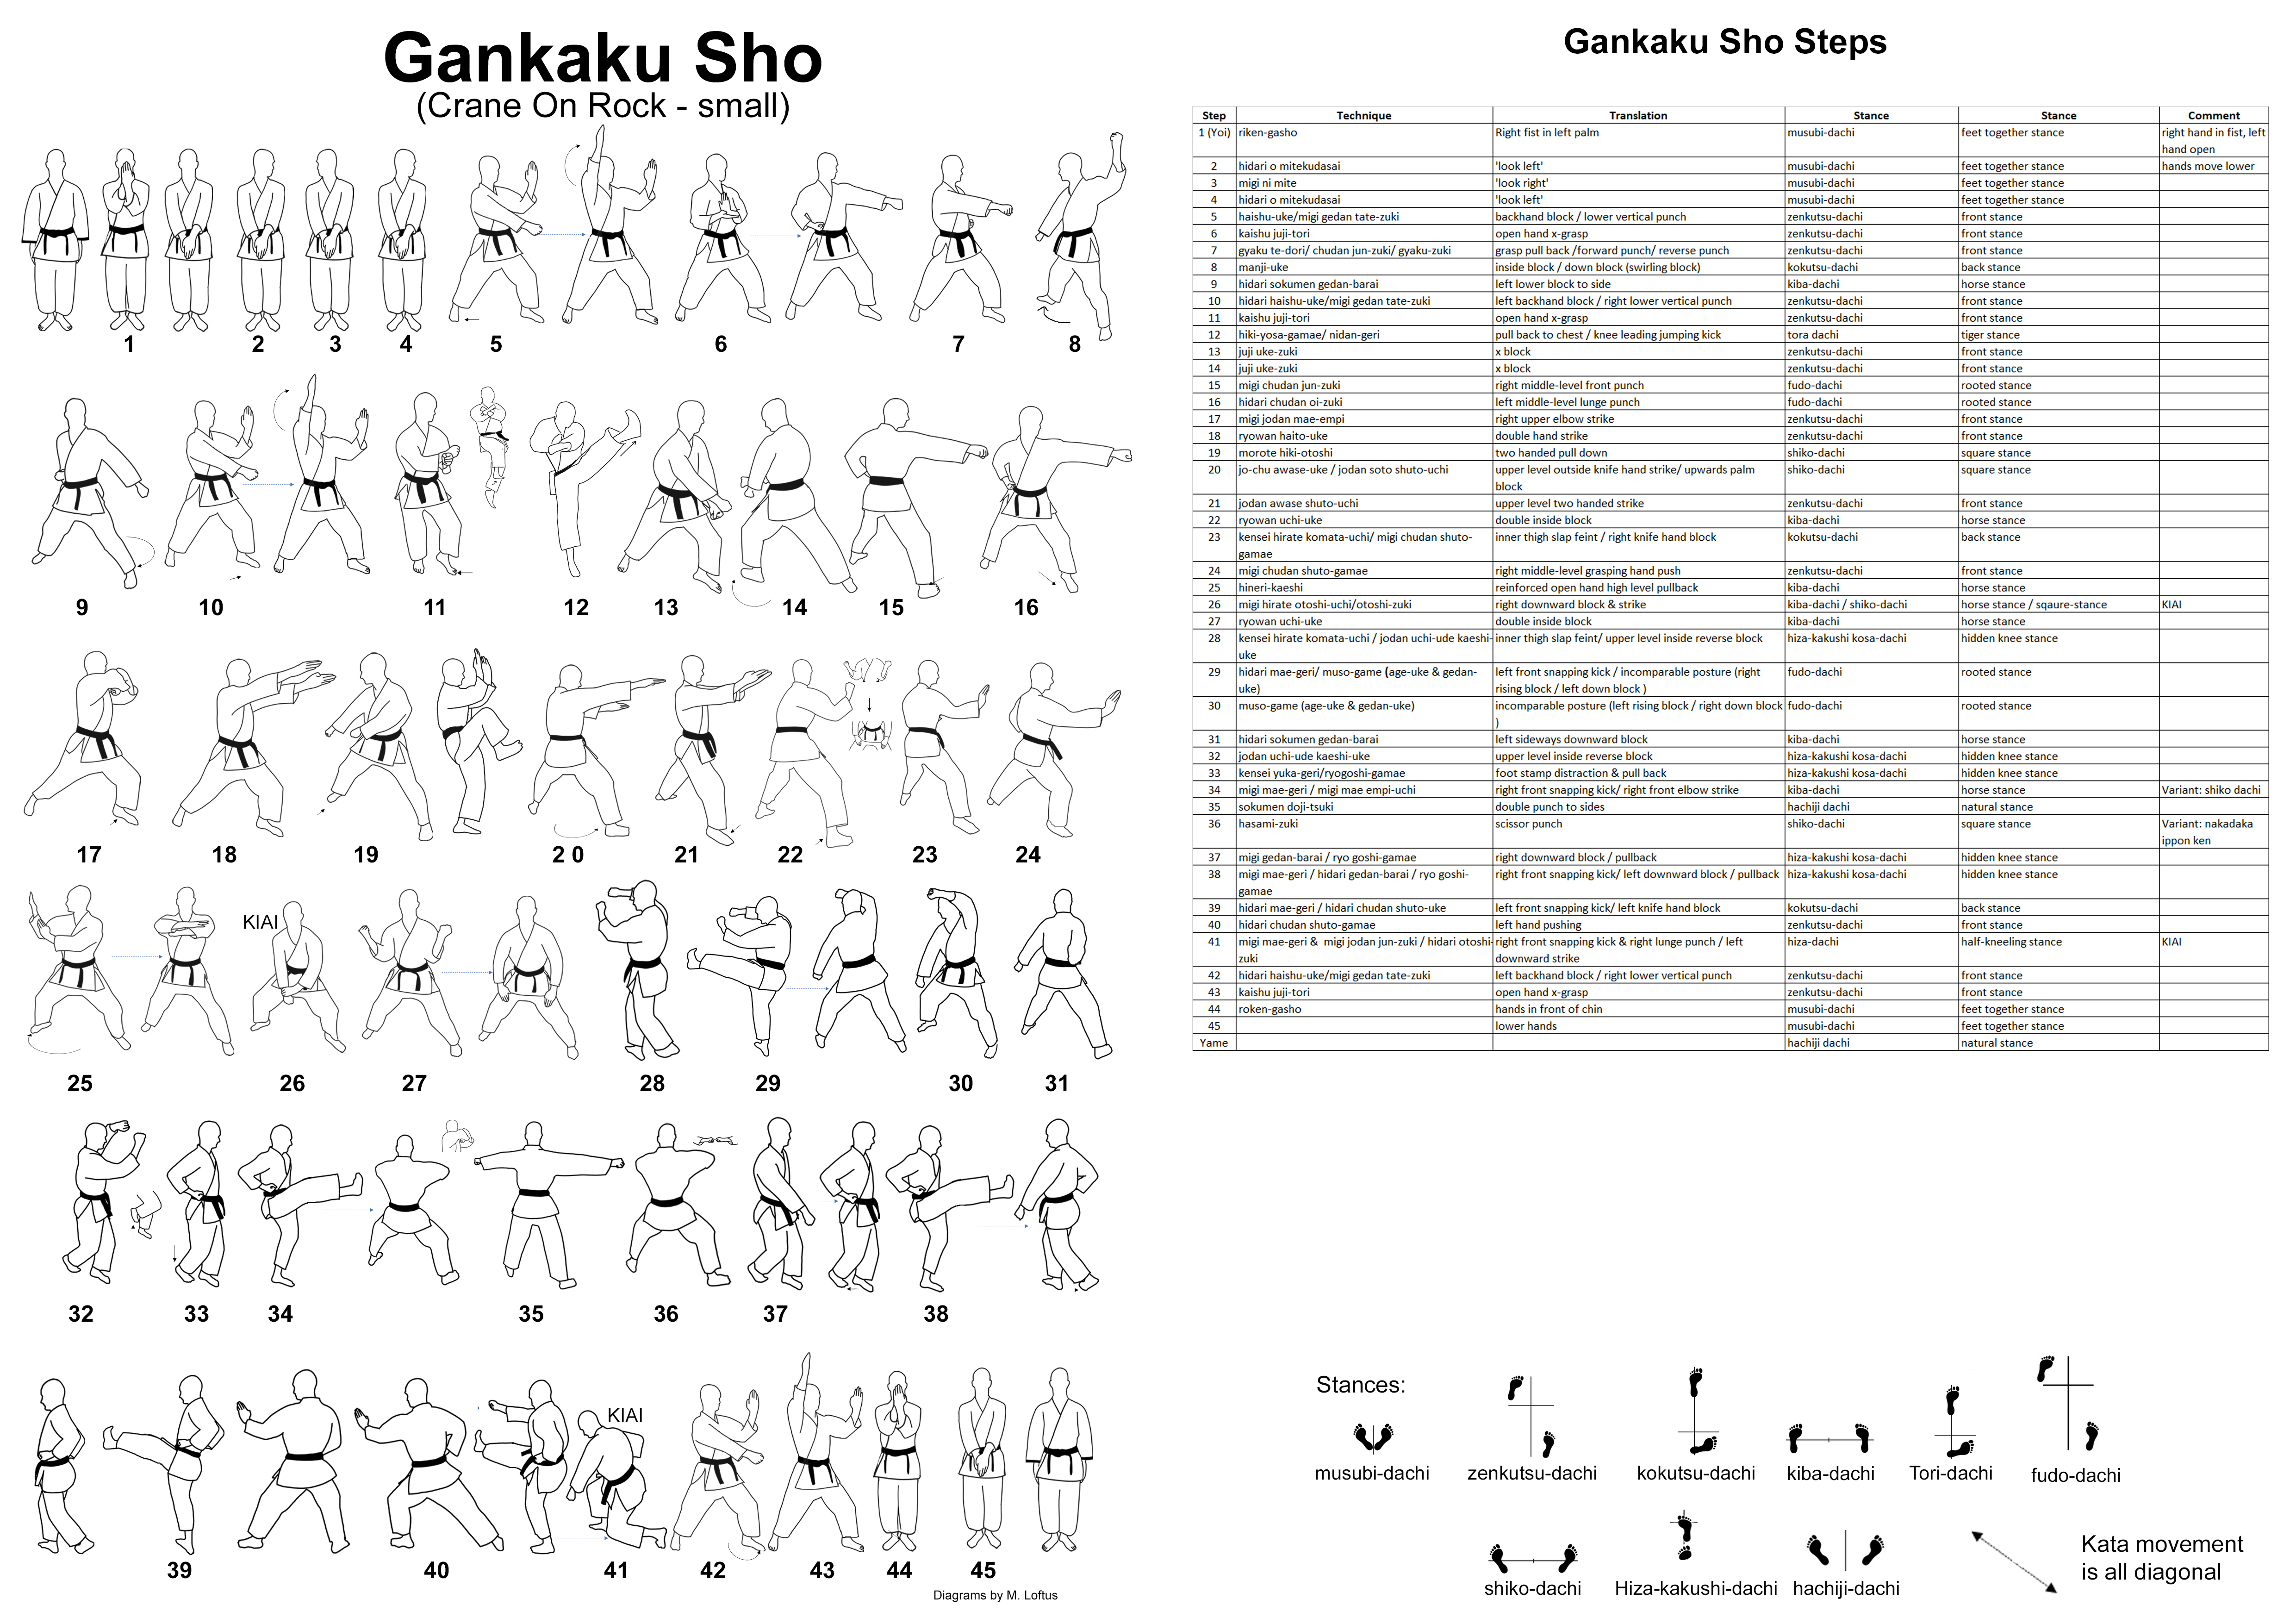 Gankaku Sho
(Crane On Rock - small)
1 2 3 4 5 6 7 8
9 10 11 12 13 14 15 16
17 18 19 2 0 21 22 23 24
KIAI
25 26 27 28 29 30 31
32 33 34 35 36 37 38
KIAI
39 40 41 42 43 44 45
Diagrams by M. Loftus
Gankaku Sho Steps
Step Technique Translation Stance Stance Comment
1 (Yoi) riken-gasho Right fist in left palm musubi-dachi feet together stance right hand in fist, left
hand open
2 hidari o mitekudasai 'look left' musubi-dachi feet together stance hands move lower
3 migi ni mite 'look right' musubi-dachi feet together stance
4 hidari o mitekudasai 'look left' musubi-dachi feet together stance
5 haishu-uke/migi gedan tate-zuki backhand block / lower vertical punch zenkutsu-dachi front stance
6 kaishu juji-tori open hand x-grasp zenkutsu-dachi front stance
7 gyaku te-dori/ chudan jun-zuki/ gyaku-zuki grasp pull back /forward punch/ reverse punch zenkutsu-dachi front stance
8 manji-uke inside block / down block (swirling block) kokutsu-dachi back stance
9 hidari sokumen gedan-barai left lower block to side kiba-dachi horse stance
10 hidari haishu-uke/migi gedan tate-zuki left backhand block / right lower vertical punch zenkutsu-dachi front stance
11 kaishu juji-tori open hand x-grasp zenkutsu-dachi front stance
12 hiki-yosa-gamae/ nidan-geri pull back to chest / knee leading jumping kick tora dachi tiger stance
13 juji uke-zuki x block zenkutsu-dachi front stance
14 juji uke-zuki x block zenkutsu-dachi front stance
15 migi chudan jun-zuki right middle-level front punch fudo-dachi rooted stance
16 hidari chudan oi-zuki left middle-level lunge punch fudo-dachi rooted stance
17 migi jodan mae-empi right upper elbow strike zenkutsu-dachi front stance
18 ryowan haito-uke double hand strike zenkutsu-dachi front stance
19 morote hiki-otoshi two handed pull down shiko-dachi square stance
20 jo-chu awase-uke / jodan soto shuto-uchi upper level outside knife hand strike/ upwards palm shiko-dachi square stance
block
21 jodan awase shuto-uchi upper level two handed strike zenkutsu-dachi front stance
22 ryowan uchi-uke double inside block kiba-dachi horse stance
23 kensei hirate komata-uchi/ migi chudan shuto- inner thigh slap feint / right knife hand block kokutsu-dachi back stance
gamae
24 migi chudan shuto-gamae right middle-level grasping hand push zenkutsu-dachi front stance
25 hineri-kaeshi reinforced open hand high level pullback kiba-dachi horse stance
26 migi hirate otoshi-uchi/otoshi-zuki right downward block & strike kiba-dachi / shiko-dachi horse stance / sqaure-stance KIAI
27 ryowan uchi-uke double inside block kiba-dachi horse stance
28 kensei hirate komata-uchi / jodan uchi-ude kaeshi- inner thigh slap feint/ upper level inside reverse block hiza-kakushi kosa-dachi hidden knee stance
uke
29 hidari mae-geri/ muso-game (age-uke & gedan- left front snapping kick / incomparable posture (right fudo-dachi rooted stance
uke) rising block / left down block )
30 muso-game (age-uke & gedan-uke) incomparable posture (left rising block / right down block fudo-dachi rooted stance
)
31 hidari sokumen gedan-barai left sideways downward block kiba-dachi horse stance
32 jodan uchi-ude kaeshi-uke upper level inside reverse block hiza-kakushi kosa-dachi hidden knee stance
33 kensei yuka-geri/ryogoshi-gamae foot stamp distraction & pull back hiza-kakushi kosa-dachi hidden knee stance
34 migi mae-geri / migi mae empi-uchi right front snapping kick/ right front elbow strike kiba-dachi horse stance Variant: shiko dachi
35 sokumen doji-tsuki double punch to sides hachiji dachi natural stance
36 hasami-zuki scissor punch shiko-dachi square stance Variant: nakadaka
ippon ken
37 migi gedan-barai / ryo goshi-gamae right downward block / pullback hiza-kakushi kosa-dachi hidden knee stance
38 migi mae-geri / hidari gedan-barai / ryo goshi- right front snapping kick/ left downward block / pullback hiza-kakushi kosa-dachi hidden knee stance
gamae
39 hidari mae-geri / hidari chudan shuto-uke left front snapping kick/ left knife hand block kokutsu-dachi back stance
40 hidari chudan shuto-gamae left hand pushing zenkutsu-dachi front stance
41 migi mae-geri & migi jodan jun-zuki / hidari otoshi- right front snapping kick & right lunge punch / left hiza-dachi half-kneeling stance KIAI
zuki downward strike
42 hidari haishu-uke/migi gedan tate-zuki left backhand block / right lower vertical punch zenkutsu-dachi front stance
43 kaishu juji-tori open hand x-grasp zenkutsu-dachi front stance
44 roken-gasho hands in front of chin musubi-dachi feet together stance
45 lower hands musubi-dachi feet together stance
Yame hachiji dachi natural stance
Stances:
musubi-dachi zenkutsu-dachi kokutsu-dachi kiba-dachi Tori-dachi fudo-dachi
shiko-dachi Hiza-kakushi-dachi hachiji-dachi
Kata movement
is all diagonal